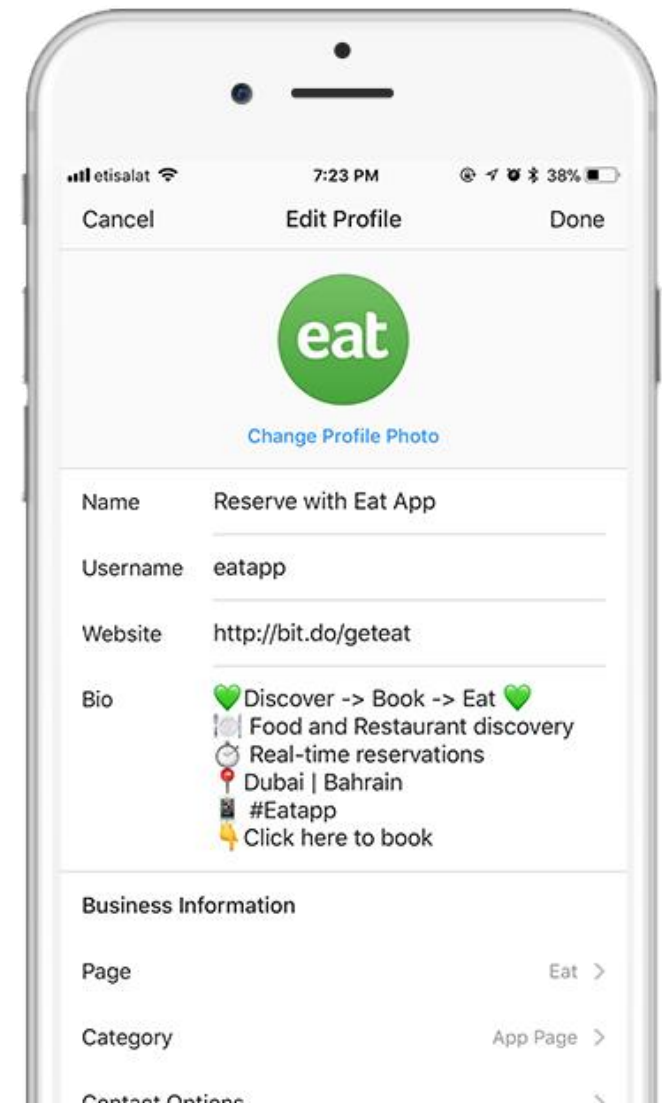 etisalat 7:23 PM 38%
Cancel Edit Profile Done
eat
Change Profile Photo
Name Reserve with Eat App
Username eatapp
Website http://bit.do/geteat
Bio 💚Discover -> Book -> Eat 💚
🍽 Food and Restaurant discovery
⏱ Real-time reservations
📍Dubai | Bahrain
📱 #Eatapp
👇Click here to book
Business Information
Page Eat >
Category App Page >
Contact Options >